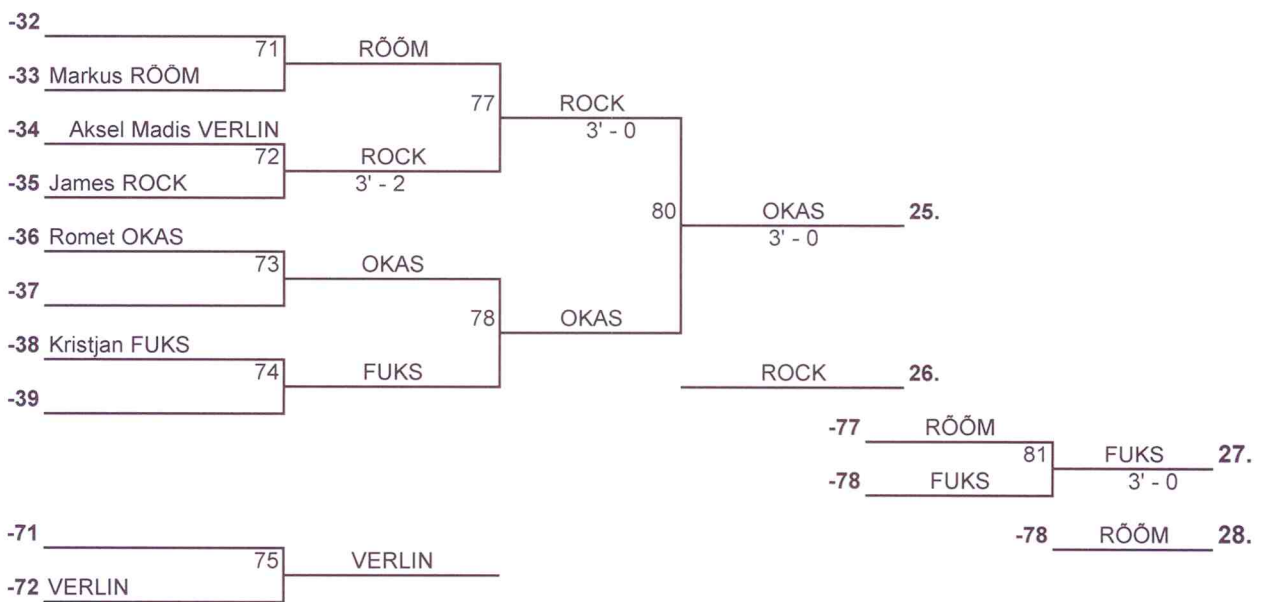 -32
71 RÕÕM
-33 Markus RÕÕM
77 ROCK
3' - 0
-34 Aksel Madis VERLIN
72 ROCK
3' - 2
-35 James ROCK
80 OKAS 25.
3' - 0
-36 Romet OKAS
73 OKAS
-37
78 OKAS
-38 Kristjan FUKS
74 FUKS
-39
ROCK 26.
-77 RÕÕM
81 FUKS 27.
3' - 0
-78 FUKS
-78 RÕÕM 28.
-71
75 VERLIN
-72 VERLIN